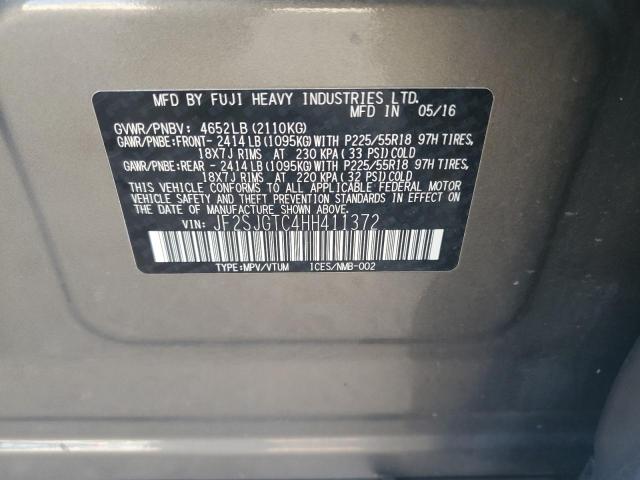 MFD BY FUJI HEAVY INDUSTRIES LTD.
MFD IN 05/16
GVWR/PNBV: 4652LB(2110KG)
GAWR/PNBE:FRONT- 2414LB(1095KG)WITH P225/55R18 97H TIRES,
18X7J RIMS AT 230 KPA(33 PSI)COLD
GAWR/PNBE:REAR - 2414LB(1095KG)WITH P225/55R18 97H TIRES,
18X7J RIMS AT 220 KPA(32 PSI)COLD
THIS VEHICLE CONFORMS TO ALL APPLICABLE FEDERAL MOTOR
VEHICLE SAFETY AND THEFT PREVENTION STANDARDS IN EFFECT
ON THE DATE OF MANUFACTURE SHOWN ABOVE.
VIN: JF2SJGTC4HH411372
TYPE:MPV/VTUM ICES/NMB-002